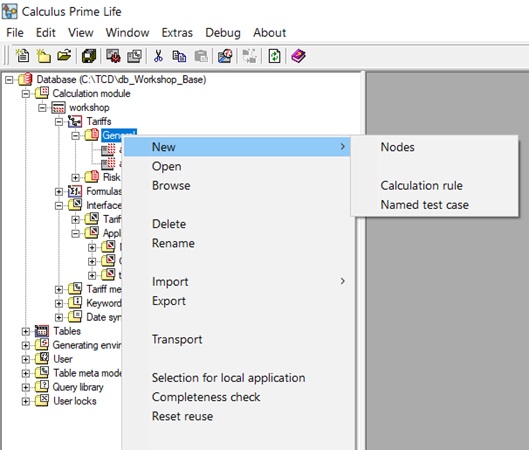 Calculus Prime Life
File Edit View Window Extras Debug About
Database (C:\TCD\db_Workshop_Base)
Calculation module
workshop
Tariffs
General
Risk
Formulas
Interface
Tarif
Appli
Tariff me
Keyword
Date syn
Tables
Generating envir
User
Table meta mode
Query library
User locks
New
Open
Browse
Delete
Rename
Import
Export
Transport
Selection for local application
Completeness check
Reset reuse
Nodes
Calculation rule
Named test case